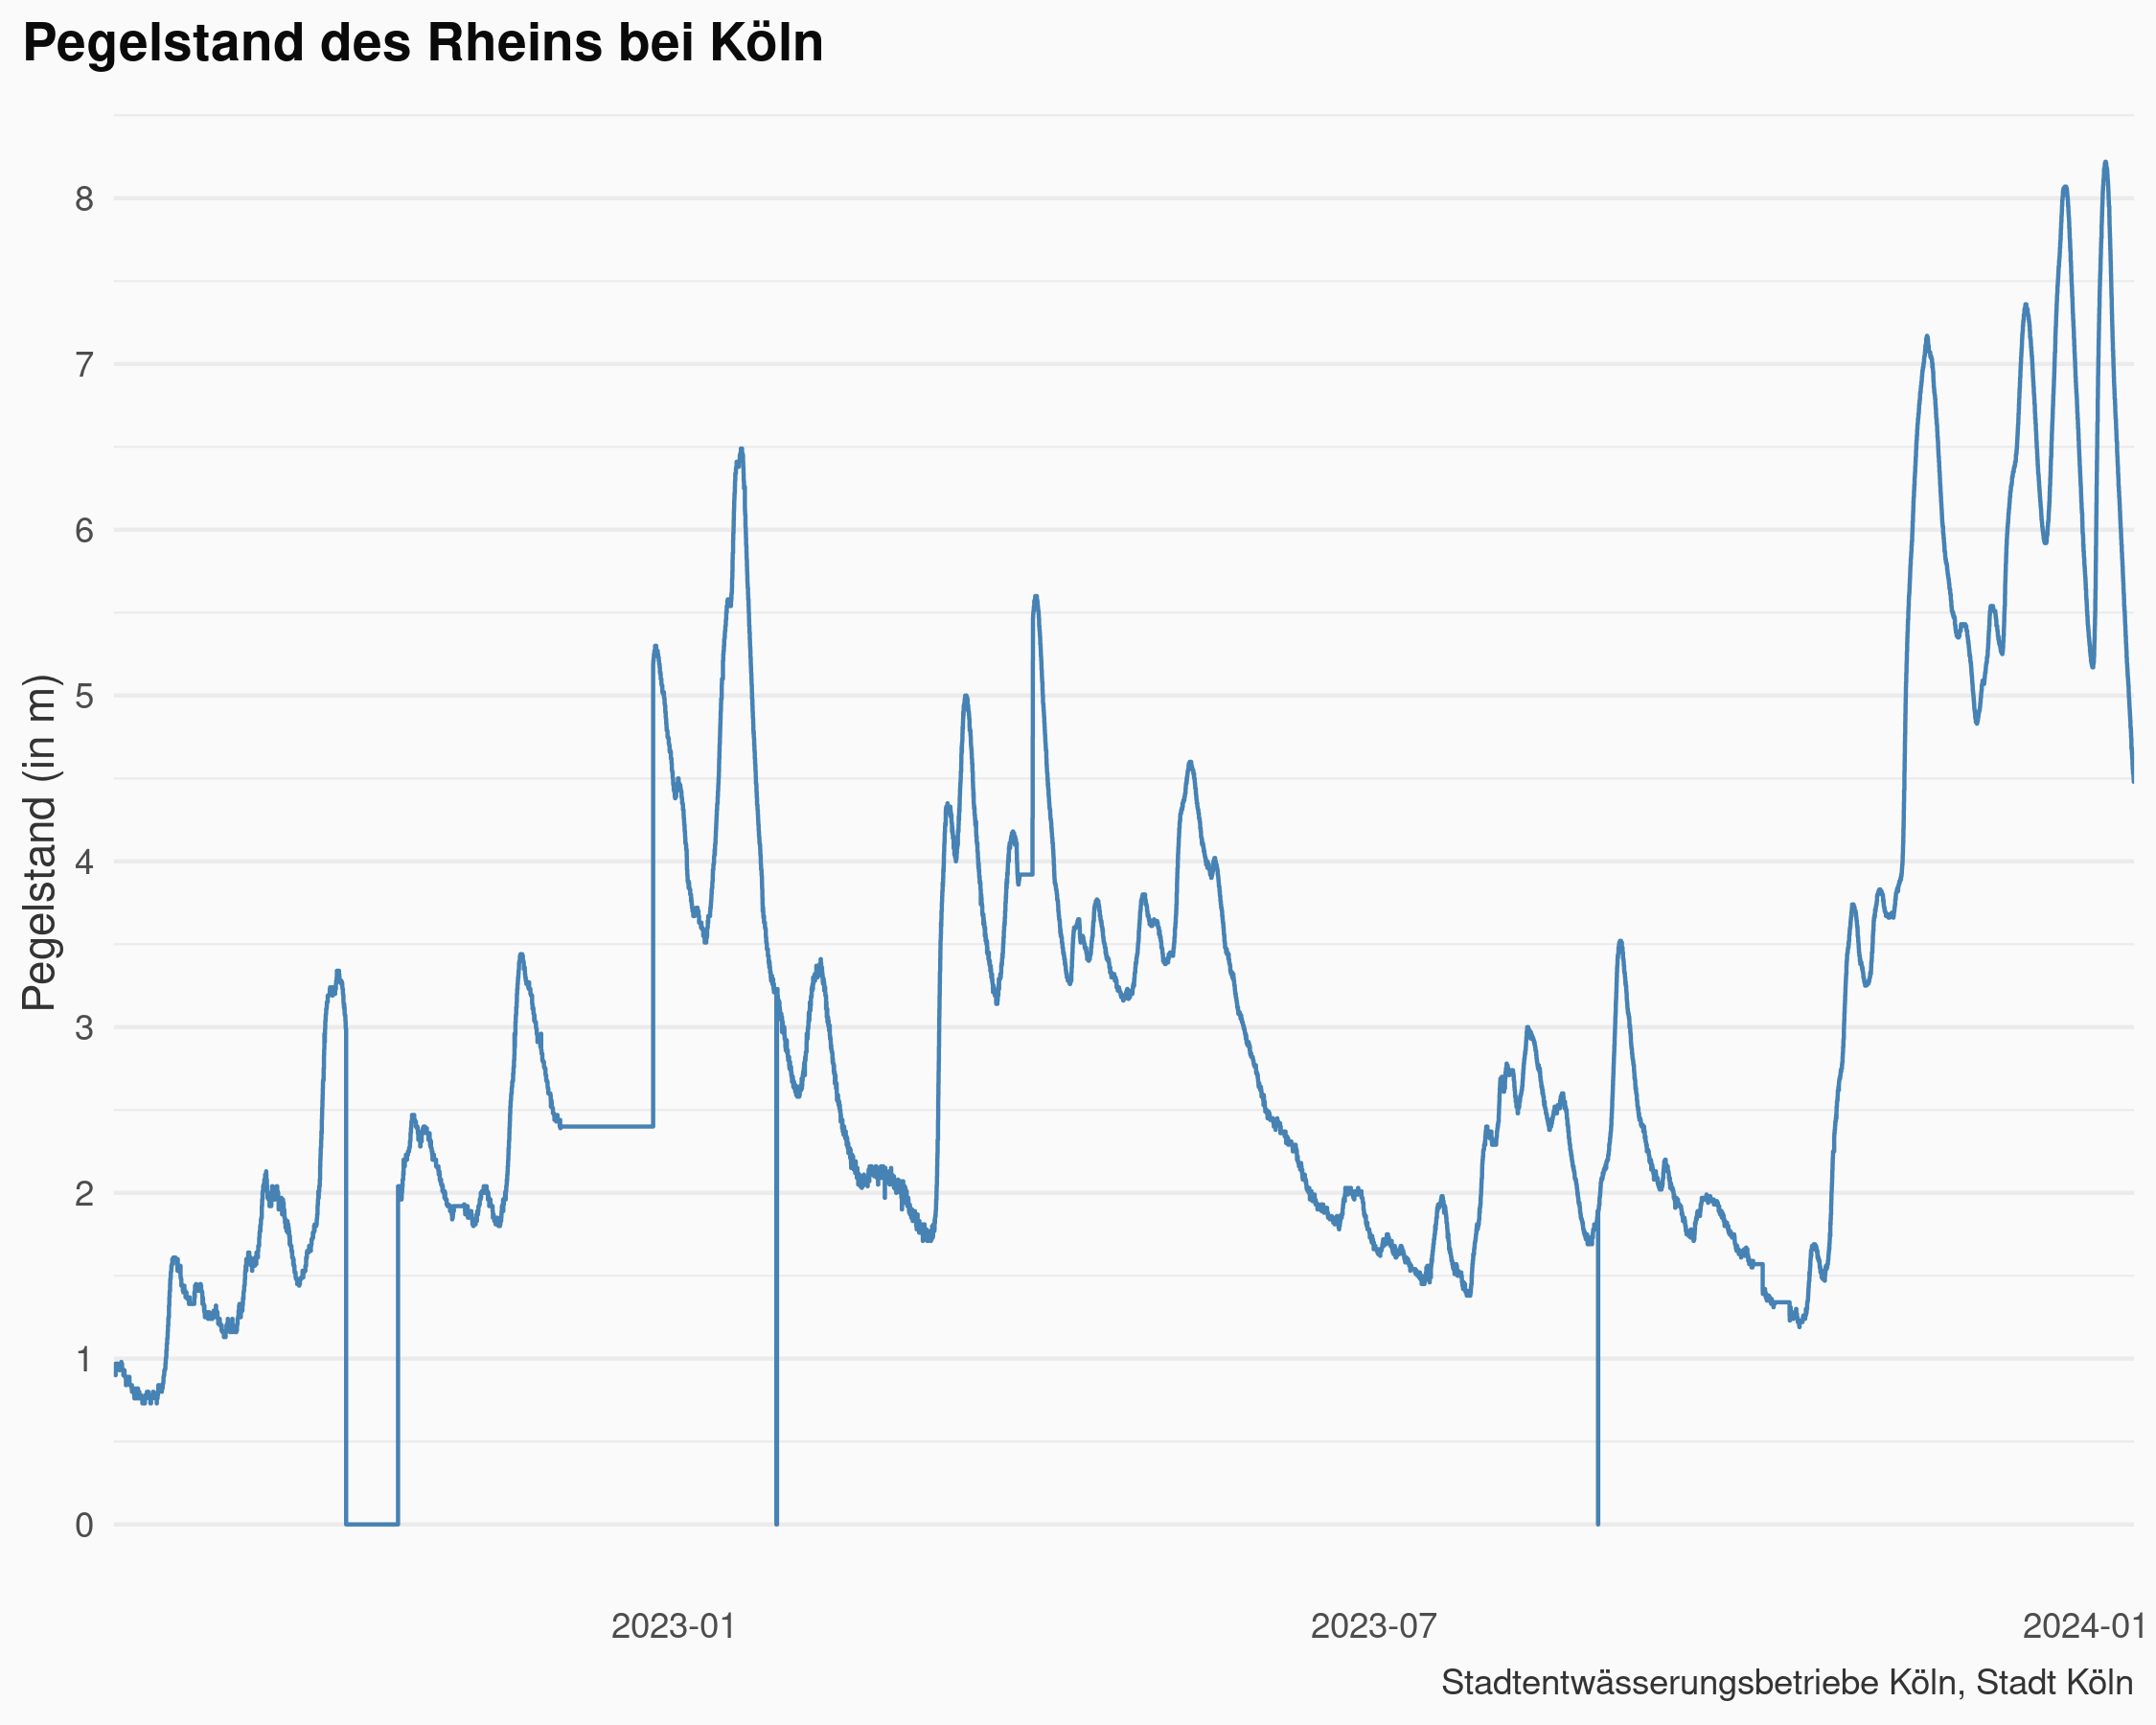 Pegelstand des Rheins bei Köln
Pegelstand (in m)
8
7
6
5
4
3
2
1
0
2023-01 2023-07 2024-01
Stadtentwässerungsbetriebe Köln, Stadt Köln